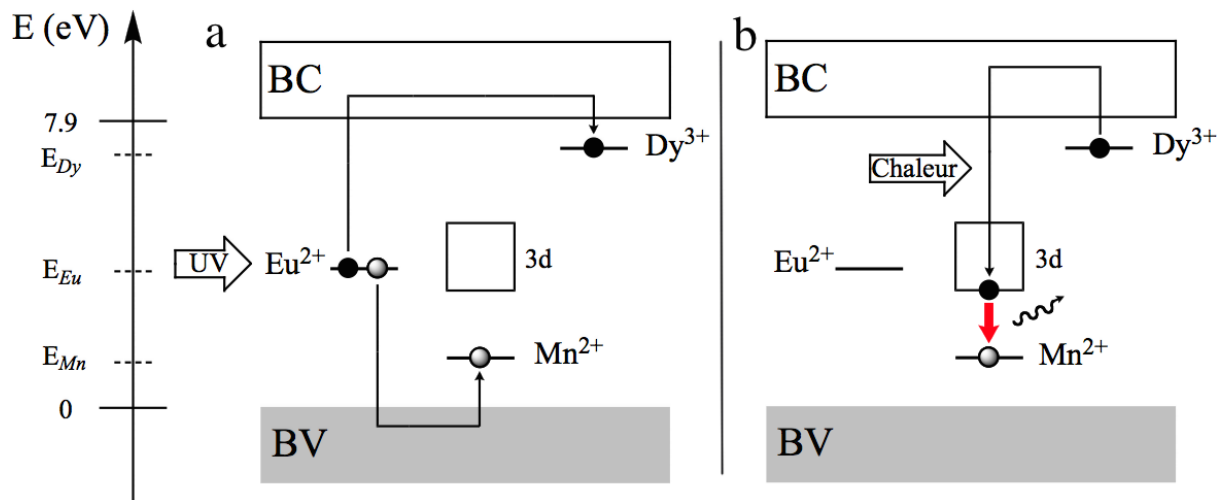 E (eV)
a
b
BC
BC
7.9
E_Dy
Dy³⁺
Dy³⁺
Chaleur
UV
Eu²⁺
3d
Eu²⁺
3d
E_Eu
E_Mn
Mn²⁺
Mn²⁺
0
BV
BV